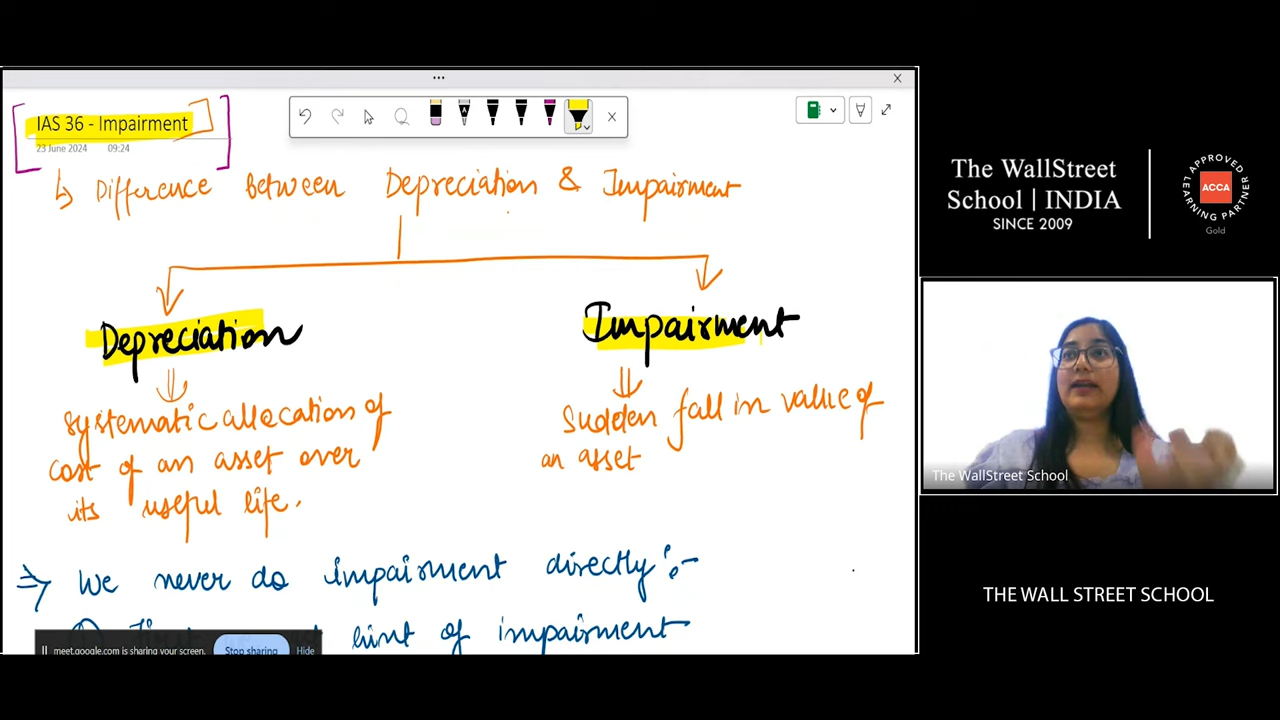 IAS 36 - Impairment
23 June 2024 09:24
Difference Between Depreciation & Impairment
Depreciation
Systematic allocation of
cost of an asset over
its useful life.
Impairment
Sudden fall in value of
an asset
⇒ We never do impairment directly :-
hint of impairment
meet.google.com is sharing your screen.
Stop sharing
Hide
The WallStreet
School | INDIA
SINCE 2009
APPROVED
LEARNING PARTNER
ACCA
Gold
The WallStreet School
THE WALL STREET SCHOOL